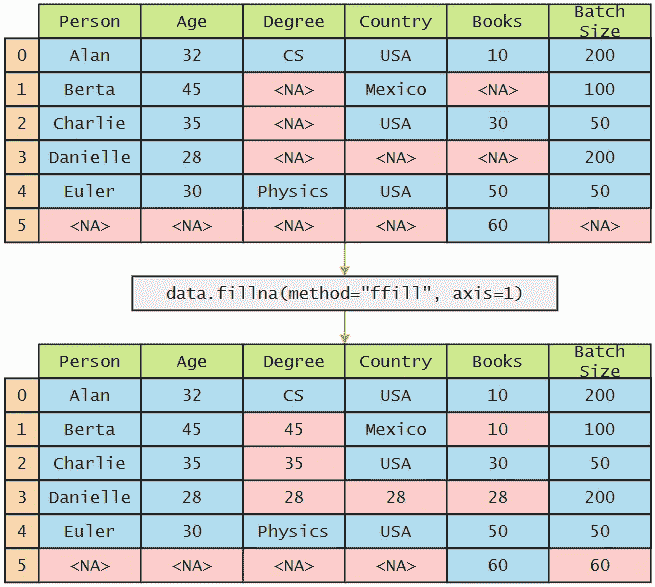 Person Age Degree Country Books Batch Size
0 Alan 32 CS USA 10 200
1 Berta 45 <NA> Mexico <NA> 100
2 Charlie 35 <NA> USA 30 50
3 Danielle 28 <NA> <NA> <NA> 200
4 Euler 30 Physics USA 50 50
5 <NA> <NA> <NA> <NA> 60 <NA>
data.fillna(method="ffill", axis=1)
Person Age Degree Country Books Batch Size
0 Alan 32 CS USA 10 200
1 Berta 45 45 Mexico 10 100
2 Charlie 35 35 USA 30 50
3 Danielle 28 28 28 28 200
4 Euler 30 Physics USA 50 50
5 <NA> <NA> <NA> <NA> 60 60